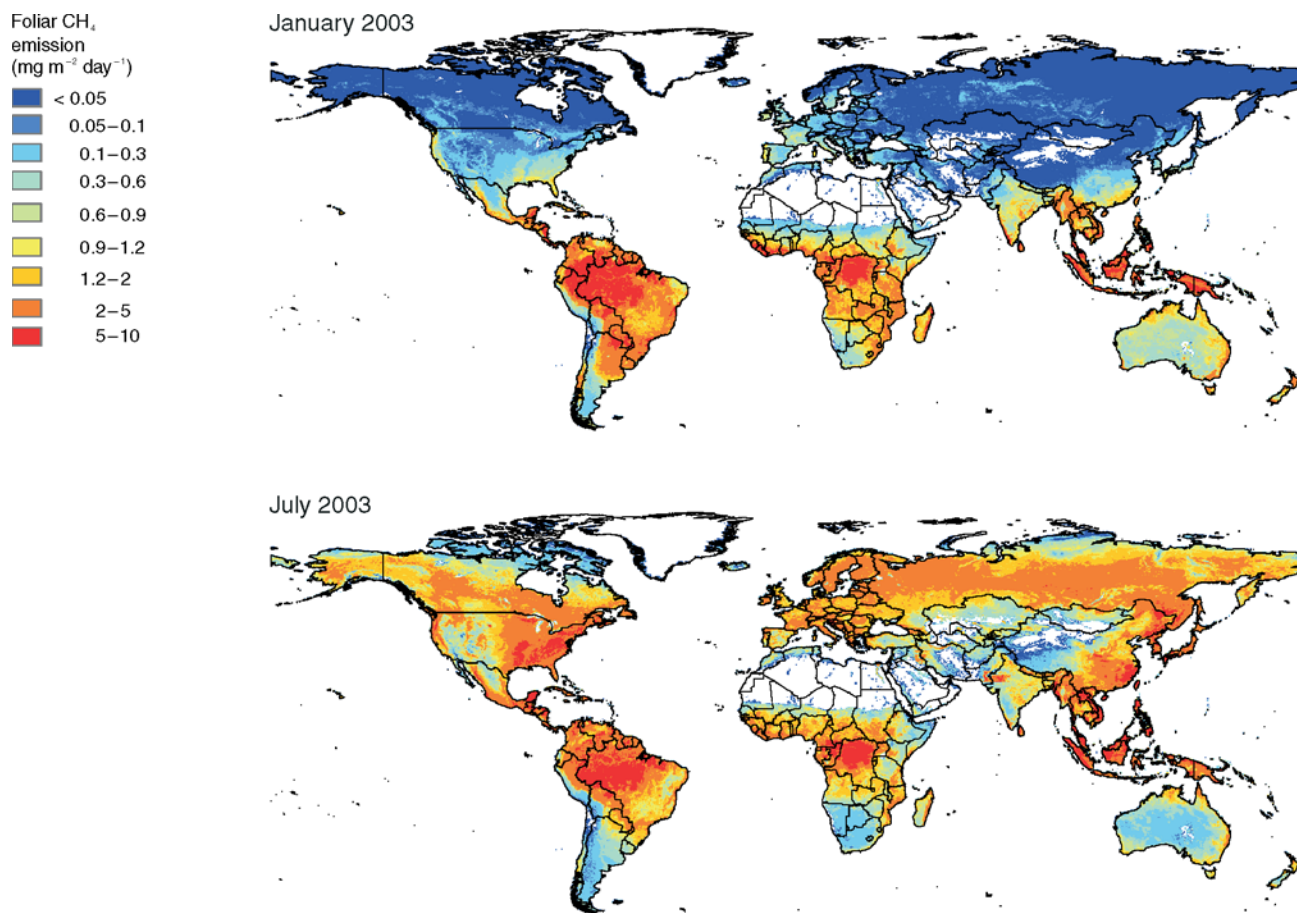 Foliar CH₄
emission
(mg m⁻² day⁻¹)
< 0.05
0.05–0.1
0.1–0.3
0.3–0.6
0.6–0.9
0.9–1.2
1.2–2
2–5
5–10
January 2003
July 2003